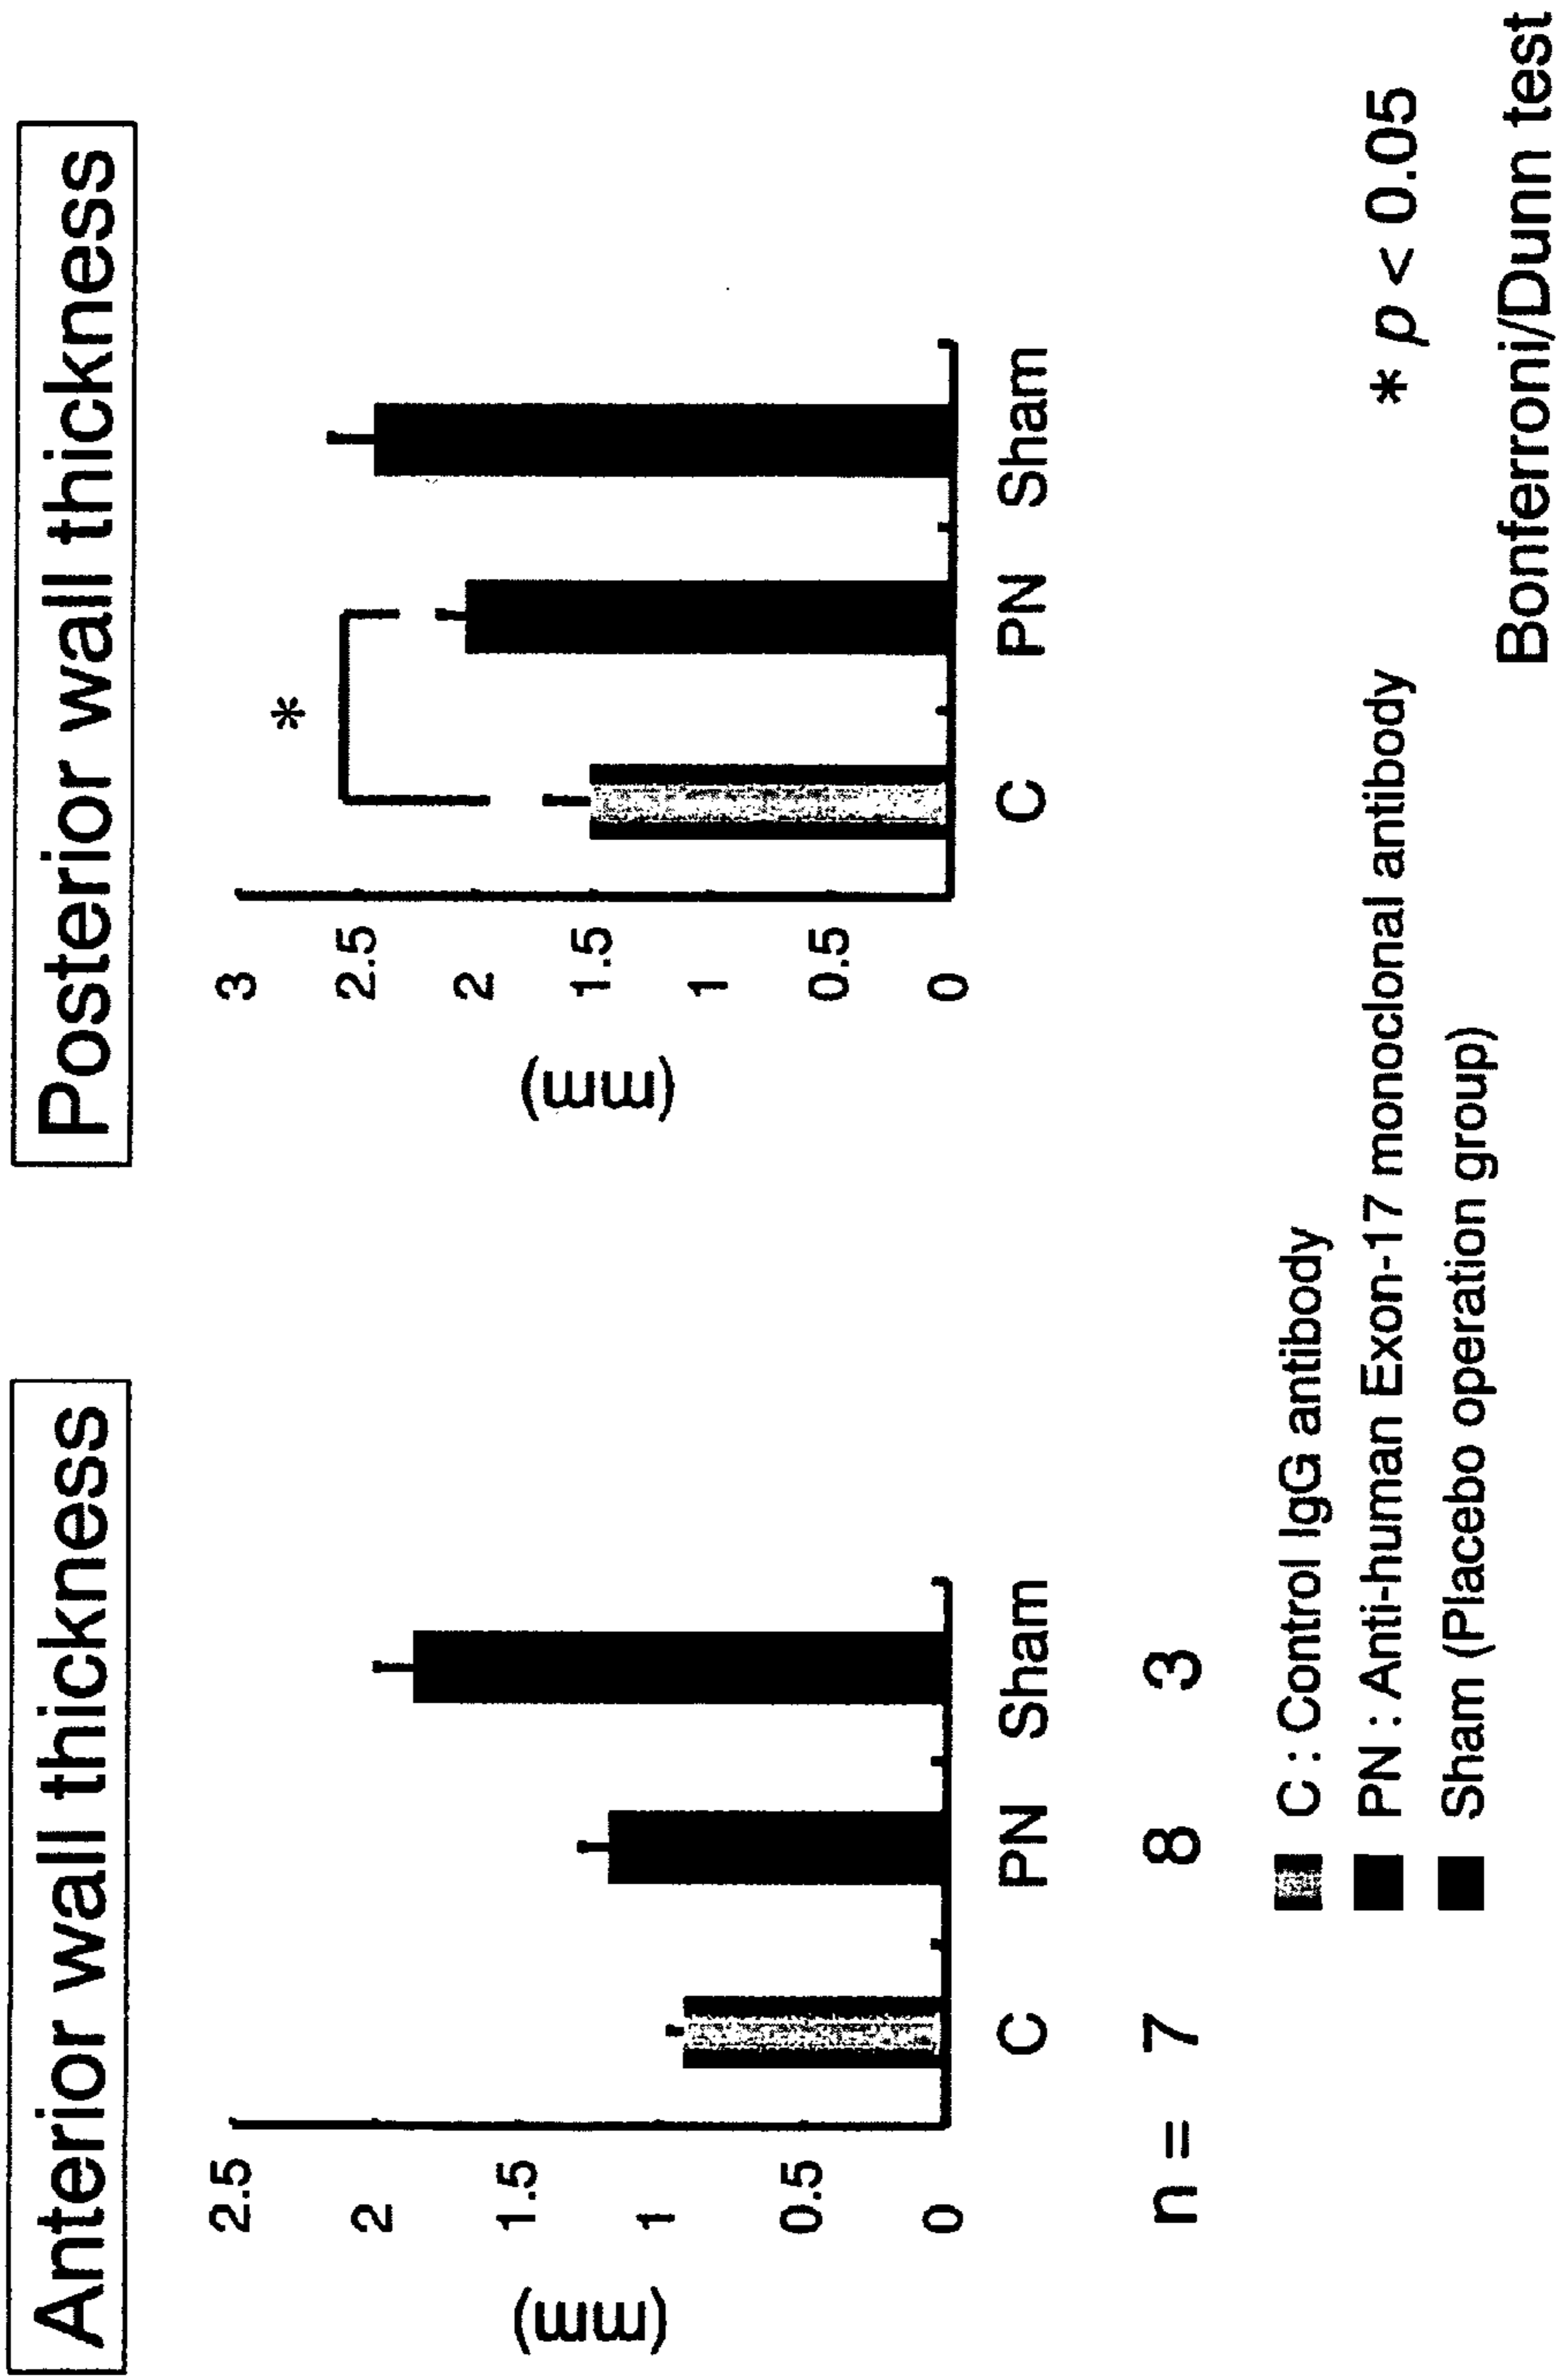 Anterior wall thickness
(mm)
2.5
2
1.5
1
0.5
0
C PN Sham
n = 7 8 3
Posterior wall thickness
(mm)
3
2.5
2
1.5
1
0.5
0
*
C PN Sham
C : Control IgG antibody
PN : Anti-human Exon-17 monoclonal antibody
Sham (Placebo operation group)
* p < 0.05
Bonferroni/Dunn test